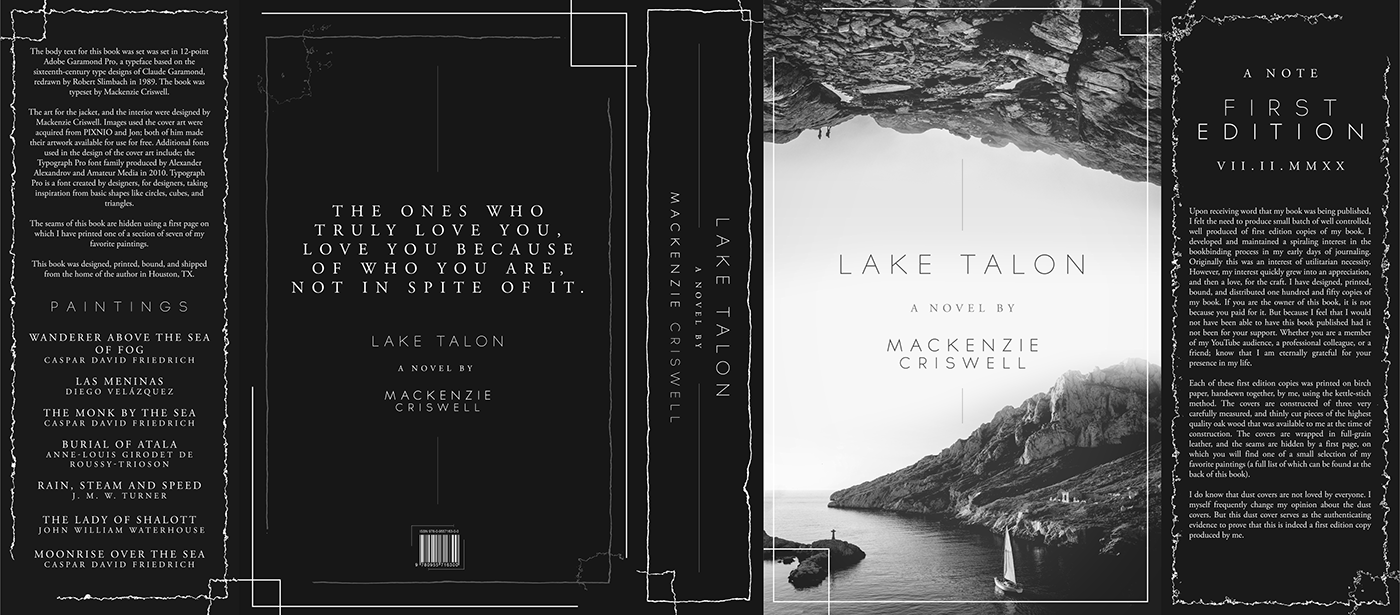 The body text for this book was set was set in 12-point
Adobe Garamond Pro, a typeface based on the
sixteenth-century type designs of Claude Garamond,
redrawn by Robert Slimbach in 1989. The book was
typeset by Mackenzie Criswell.
The art for the jacket, and the interior were designed by
Mackenzie Criswell. Images used the cover art were
acquired from PIXNIO and Jon; both of him made
their artwork available for use for free. Additional fonts
used in the design of the cover art include; the
Typograph Pro font family produced by Alexander
Alexandrov and Amateur Media in 2010. Typograph
Pro is a font created by designers, for designers, taking
inspiration from basic shapes like circles, cubes, and
triangles.
The seams of this book are hidden using a first page on
which I have printed one of a section of seven of my
favorite paintings.
This book was designed, printed, bound, and shipped
from the home of the author in Houston, TX.
PAINTINGS
WANDERER ABOVE THE SEA
OF FOG
CASPAR DAVID FRIEDRICH
LAS MENINAS
DIEGO VELÁZQUEZ
THE MONK BY THE SEA
CASPAR DAVID FRIEDRICH
BURIAL OF ATALA
ANNE-LOUIS GIRODET DE
ROUSSY-TRIOSON
RAIN, STEAM AND SPEED
J. M. W. TURNER
THE LADY OF SHALOTT
JOHN WILLIAM WATERHOUSE
MOONRISE OVER THE SEA
CASPAR DAVID FRIEDRICH
THE ONES WHO
TRULY LOVE YOU,
LOVE YOU BECAUSE
OF WHO YOU ARE,
NOT IN SPITE OF IT.
LAKE TALON
A NOVEL BY
MACKENZIE
CRISWELL
LAKE TALON
A NOVEL BY
MACKENZIE CRISWELL
LAKE TALON
A NOVEL BY
MACKENZIE
CRISWELL
A NOTE
FIRST
EDITION
VII.II.MMXX
Upon receiving word that my book was being published,
I felt the need to produce small batch of well controlled,
well produced of first edition copies of my book. I
developed and maintained a spiraling interest in the
bookbinding process in my early days of journaling.
Originally this was an interest of utilitarian necessity.
However, my interest quickly grew into an appreciation,
and then a love, for the craft. I have designed, printed,
bound, and distributed one hundred and fifty copies of
my book. If you are the owner of this book, it is not
because you paid for it. But because I feel that I would
not have been able to have this book published had it
not been for your support. Whether you are a member
of my YouTube audience, a professional colleague, or a
friend; know that I am eternally grateful for your
presence in my life.
Each of these first edition copies was printed on birch
paper, handsewn together, by me, using the kettle-stich
method. The covers are constructed of three very
carefully measured, and thinly cut pieces of the highest
quality oak wood that was available to me at the time of
construction. The covers are wrapped in full-grain
leather, and the seams are hidden by a first page, on
which you will find one of a small selection of my
favorite paintings (a full list of which can be found at the
back of this book).
I do know that dust covers are not loved by everyone. I
myself frequently change my opinion about the dust
covers. But this dust cover serves as the authenticating
evidence to prove that this is indeed a first edition copy
produced by me.